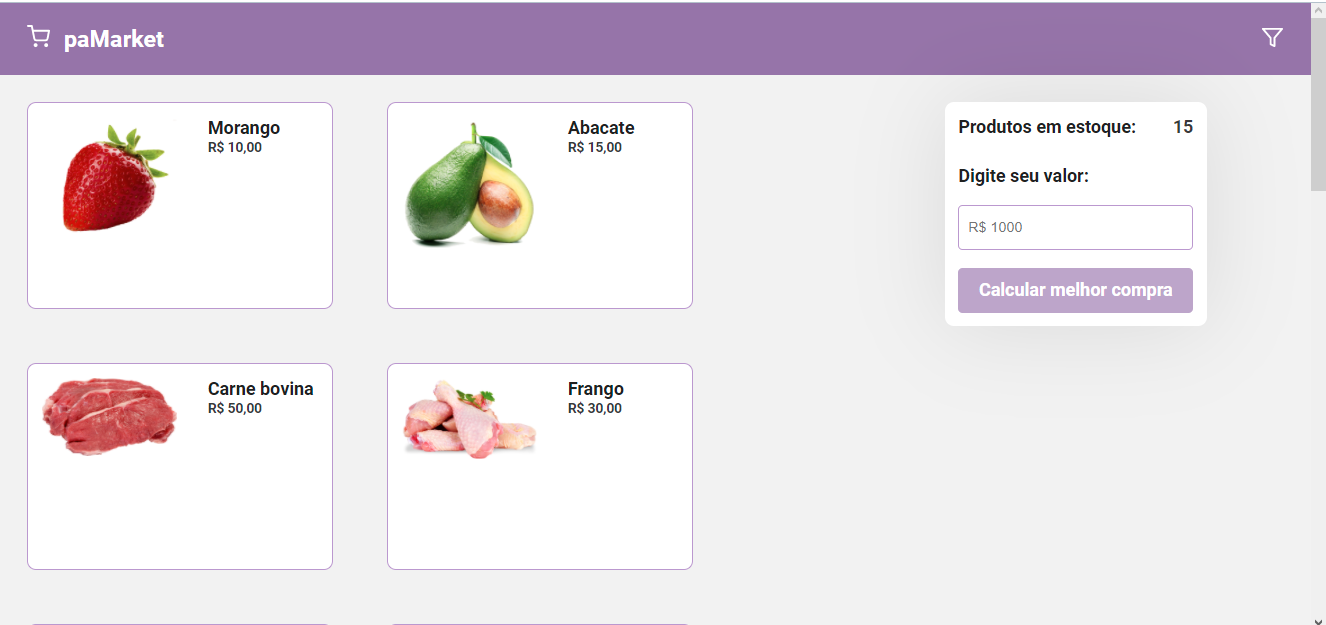 paMarket
Morango
R$ 10,00
Abacate
R$ 15,00
Produtos em estoque: 15
Digite seu valor:
R$ 1000
Calcular melhor compra
Carne bovina
R$ 50,00
Frango
R$ 30,00